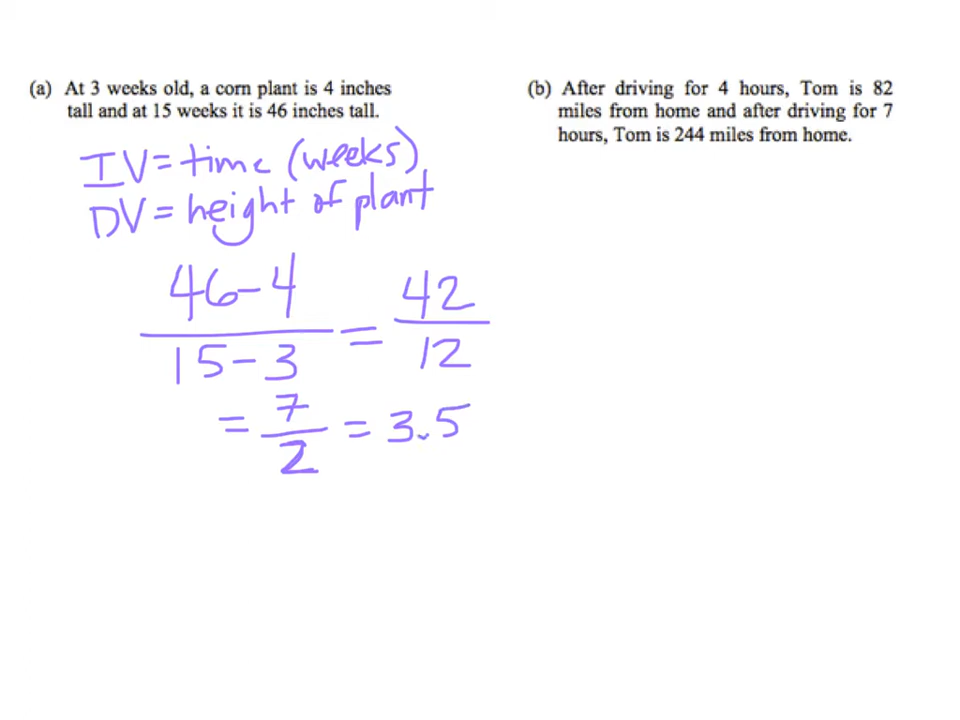 (a) At 3 weeks old, a corn plant is 4 inches
tall and at 15 weeks it is 46 inches tall.
IV = time (weeks)
DV = height of plant
46-4 / 15-3 = 42 / 12
= 7 / 2 = 3.5
(b) After driving for 4 hours, Tom is 82
miles from home and after driving for 7
hours, Tom is 244 miles from home.